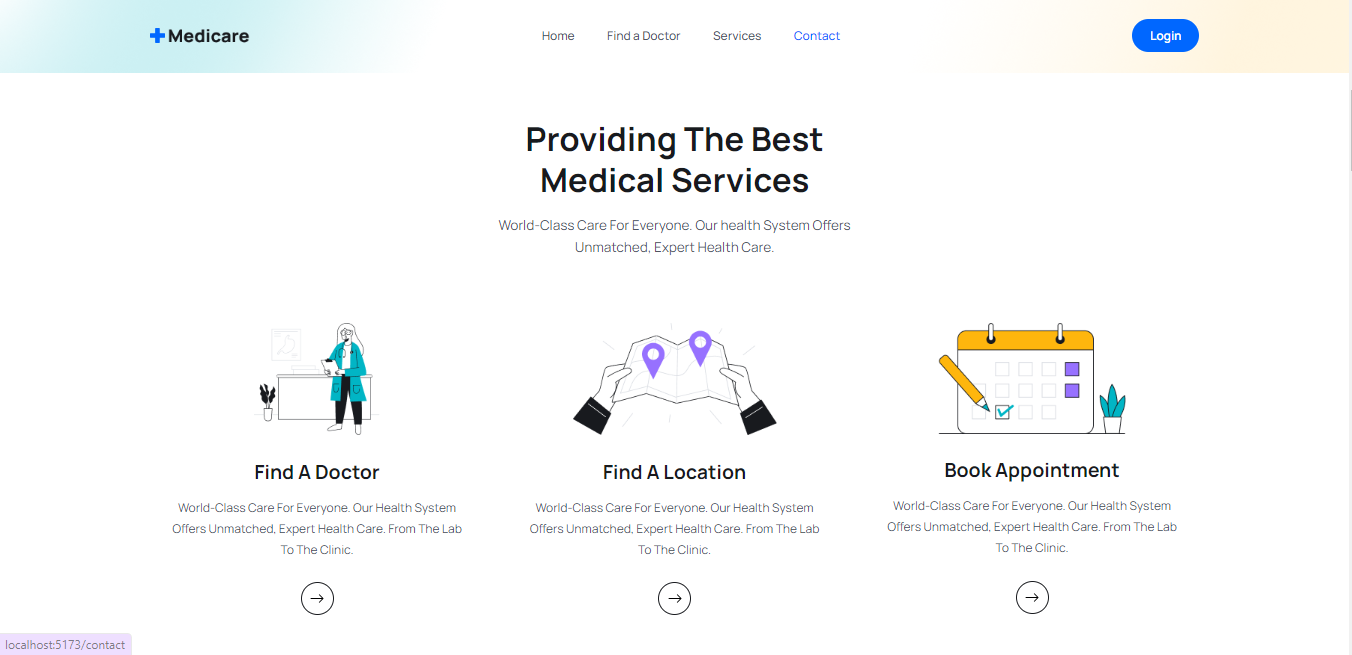 Medicare
Home
Find a Doctor
Services
Contact
Login
Providing The Best
Medical Services
World-Class Care For Everyone. Our health System Offers
Unmatched, Expert Health Care.
Find A Doctor
World-Class Care For Everyone. Our Health System
Offers Unmatched, Expert Health Care. From The Lab
To The Clinic.
Find A Location
World-Class Care For Everyone. Our Health System
Offers Unmatched, Expert Health Care. From The Lab
To The Clinic.
Book Appointment
World-Class Care For Everyone. Our Health System
Offers Unmatched, Expert Health Care. From The Lab
To The Clinic.
localhost:5173/contact